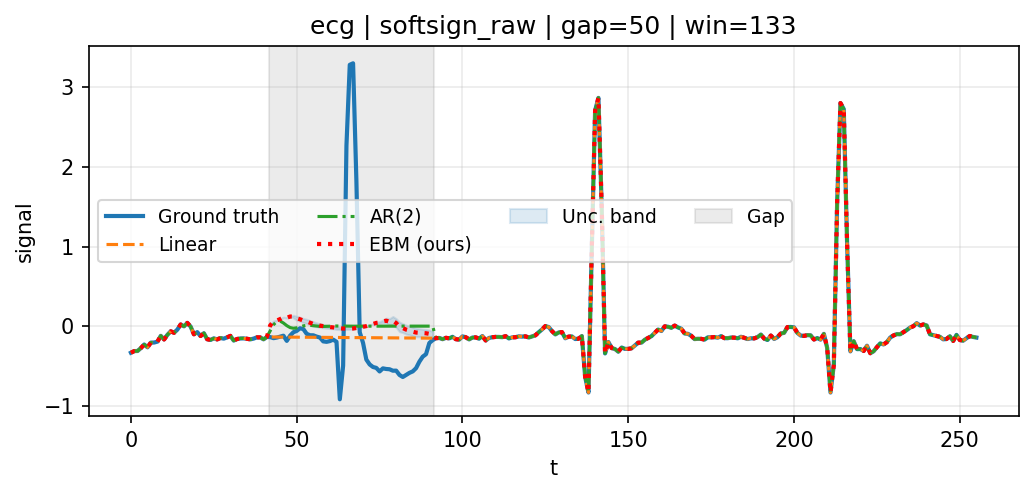 ecg | softsign_raw | gap=50 | win=133
3
2
1
0
−1
signal
Ground truth
Linear
AR(2)
EBM (ours)
Unc. band
Gap
0 50 100 150 200 250
t